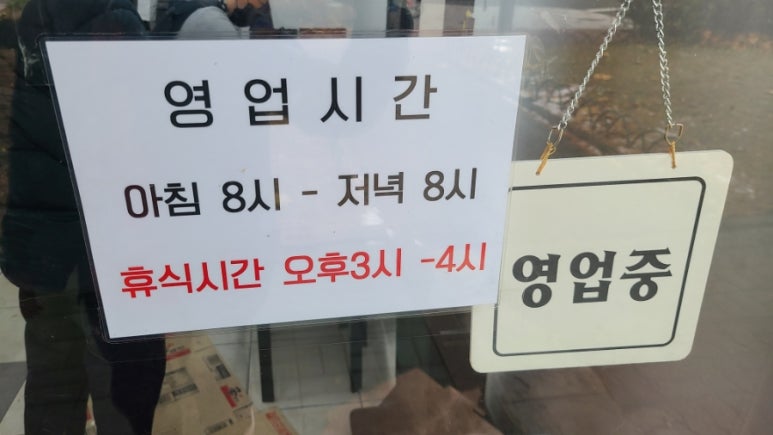 영업시간
아침 8시 - 저녁 8시
휴식시간 오후3시 -4시
영업중